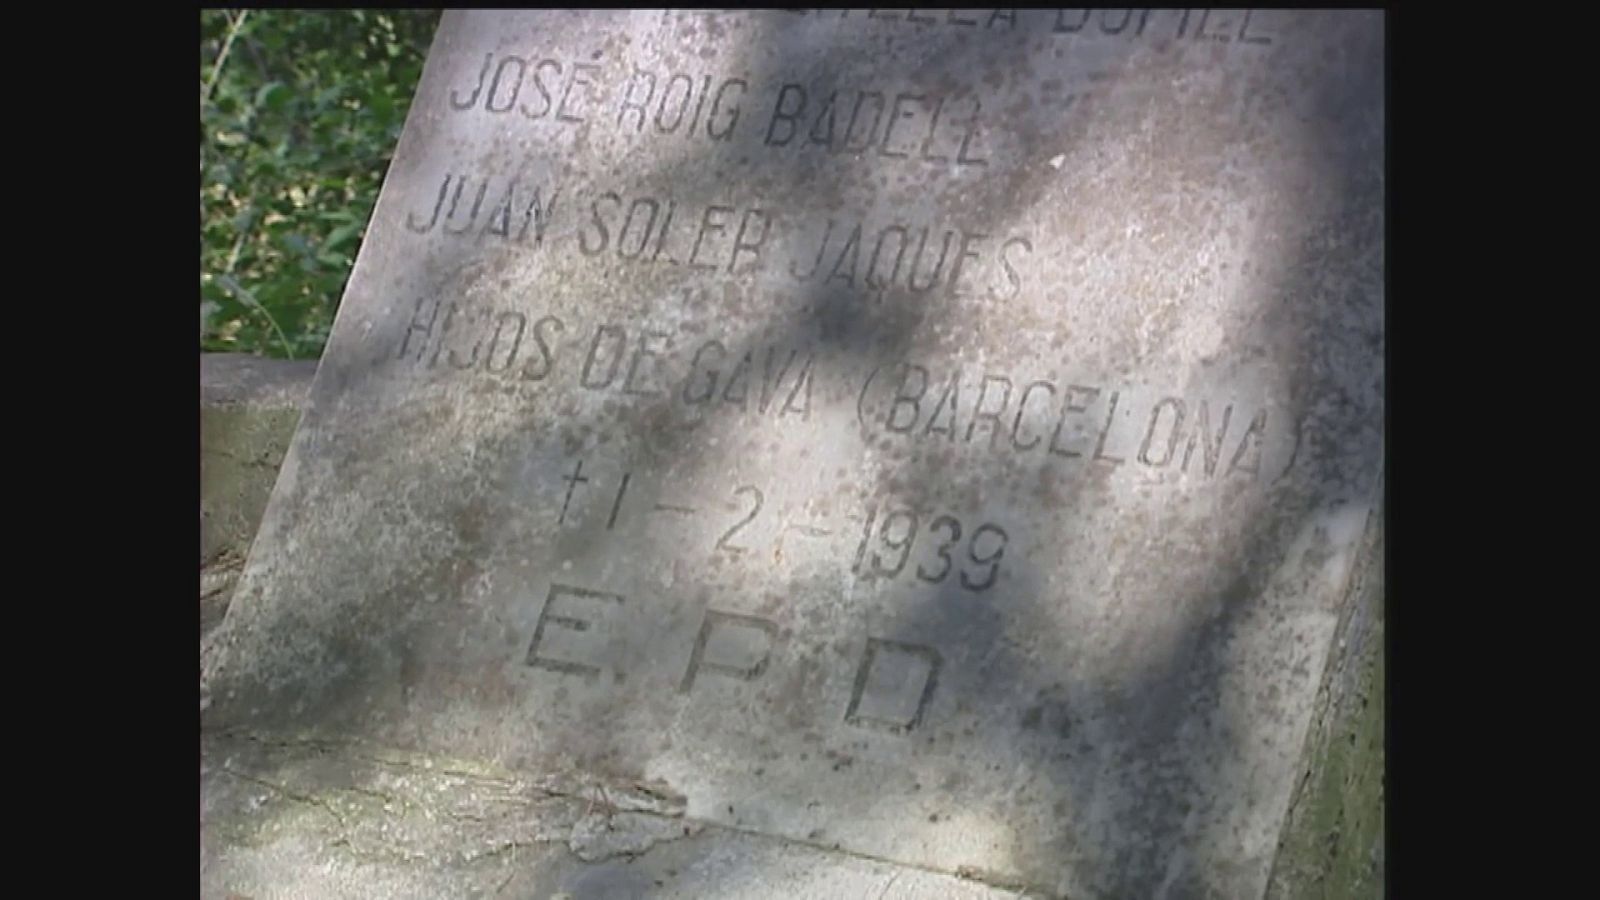 JOSÉ ROIG BADELL
JUAN SOLER JAQUES
HIJOS DE GAVA (BARCELONA)
† 1 - 2 - 1939
E. P. D